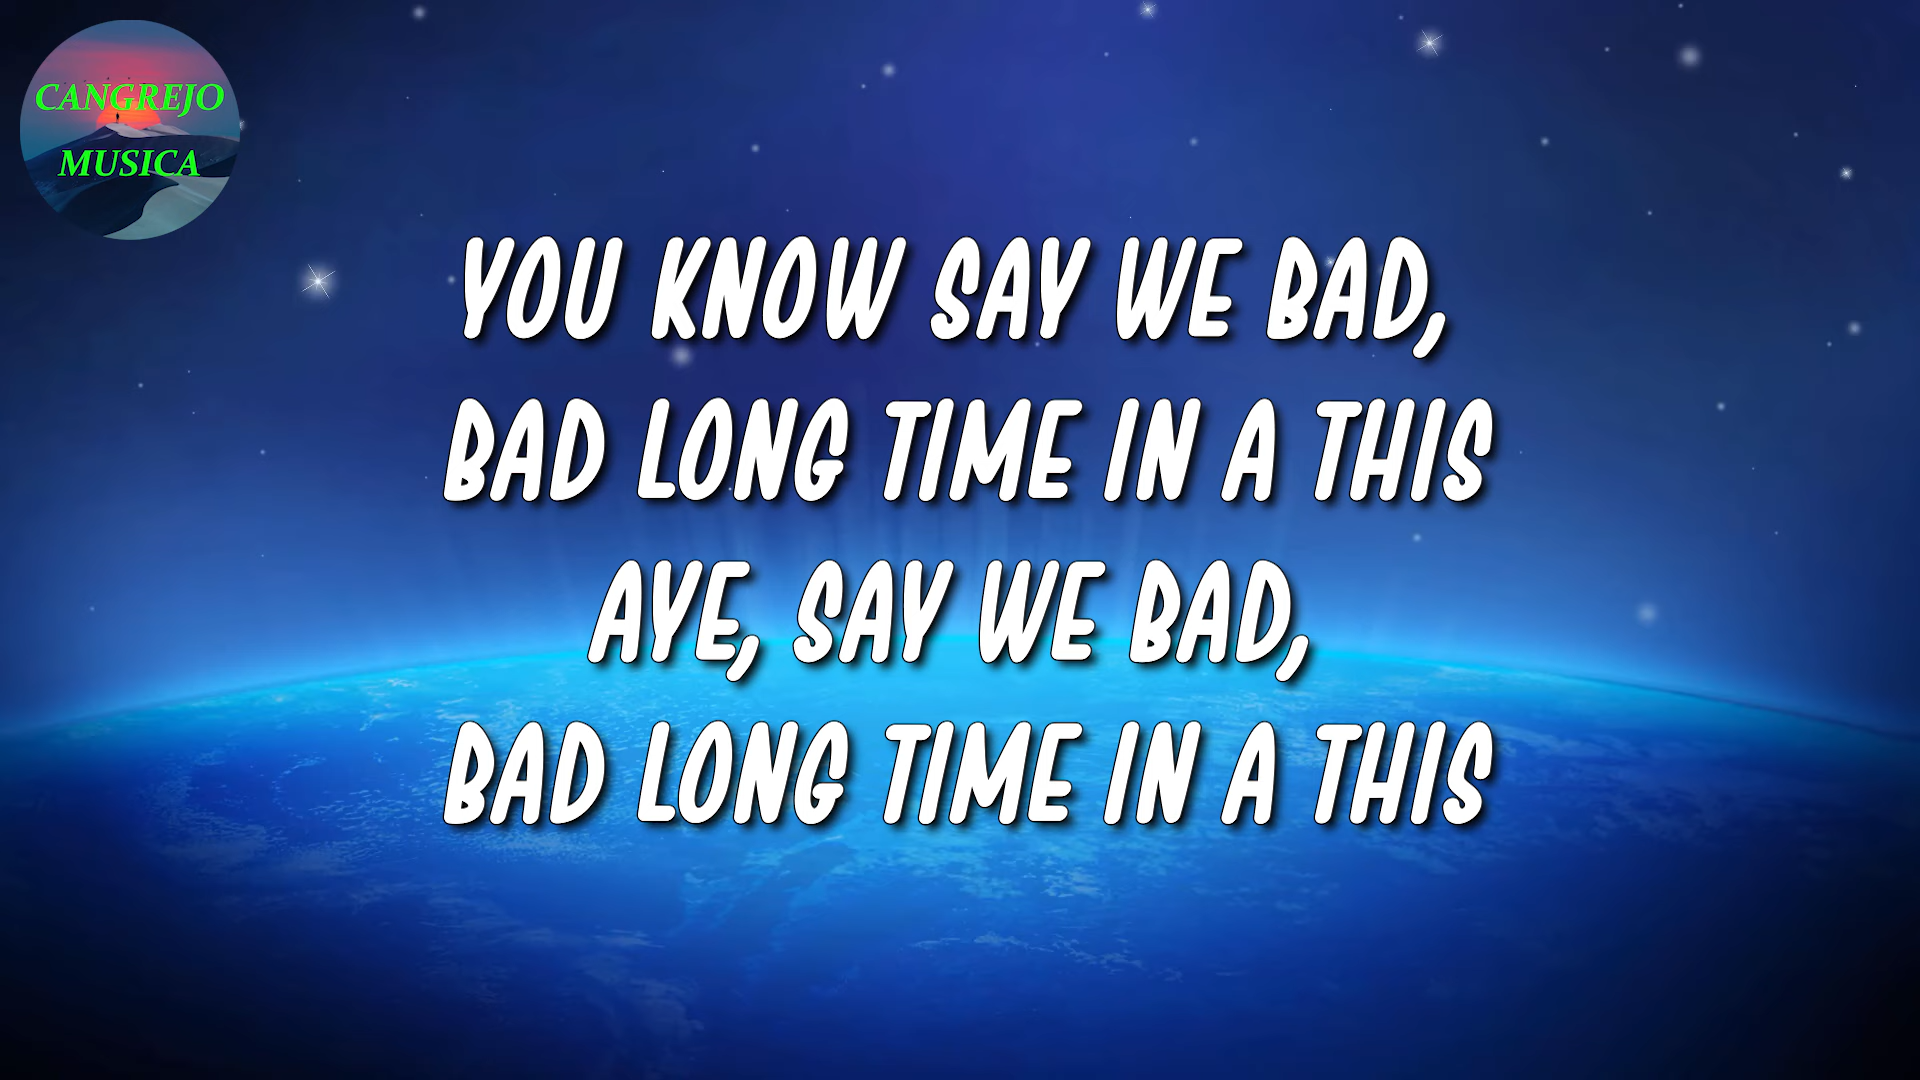 CANGREJO
MUSICA
YOU KNOW SAY WE BAD,
BAD LONG TIME IN A THIS
AYE, SAY WE BAD,
BAD LONG TIME IN A THIS